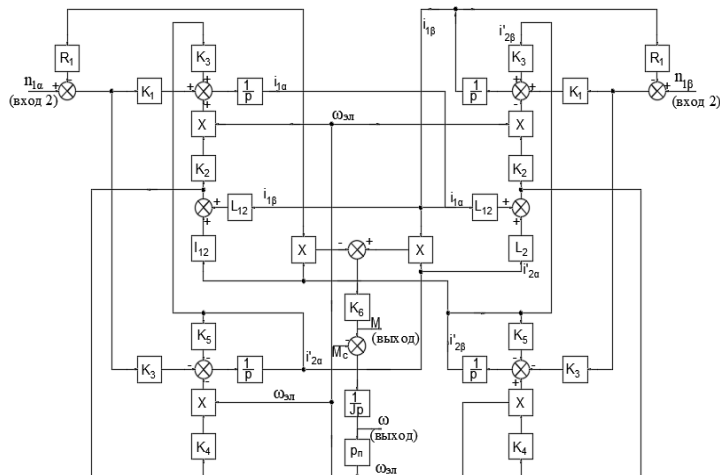 R1 K3 i1β i'2β K3 R1
n1α + - K1 + + + 1/p i1α 1/p + + K1 - + n1β
(вход 2) (вход 2)
X ωэл - X
K2 K2
+ L12 i1β i1α L12 +
+ +
l12 X - + X L2
i'2α
K6
M
(выход)
K5 Mc - i'2β K5
K3 - - - 1/p i'2α 1/p - - + K3
X ωэл 1/Jp X
ω
(выход)
K4 pп K4
ωэл